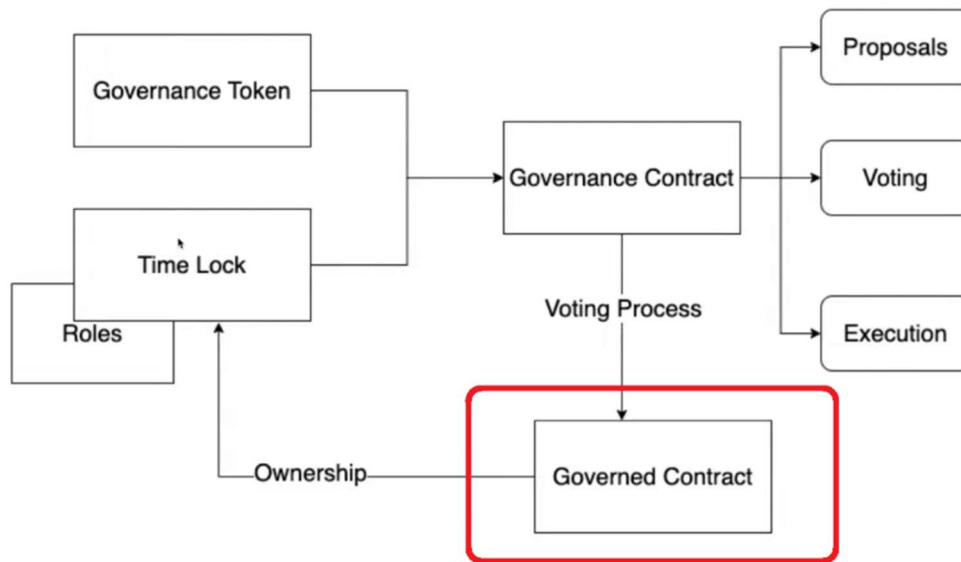 Proposals
Governance Token
Governance Contract
Voting
Time Lock
Roles
Voting Process
Execution
Ownership
Governed Contract